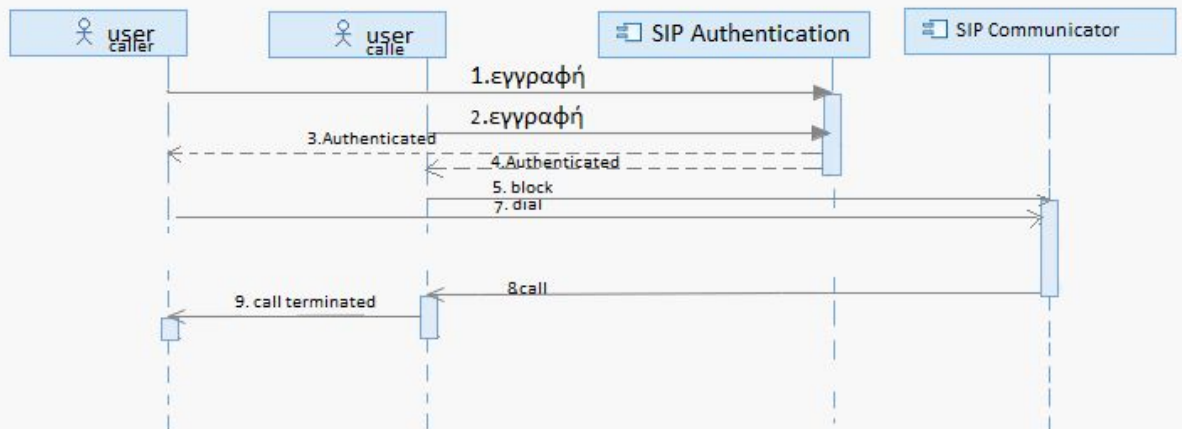 user
caller
user
calle
SIP Authentication
SIP Communicator
1.εγγραφή
2.εγγραφή
3.Authenticated
4.Authenticated
5. block
7. dial
8call
9. call terminated